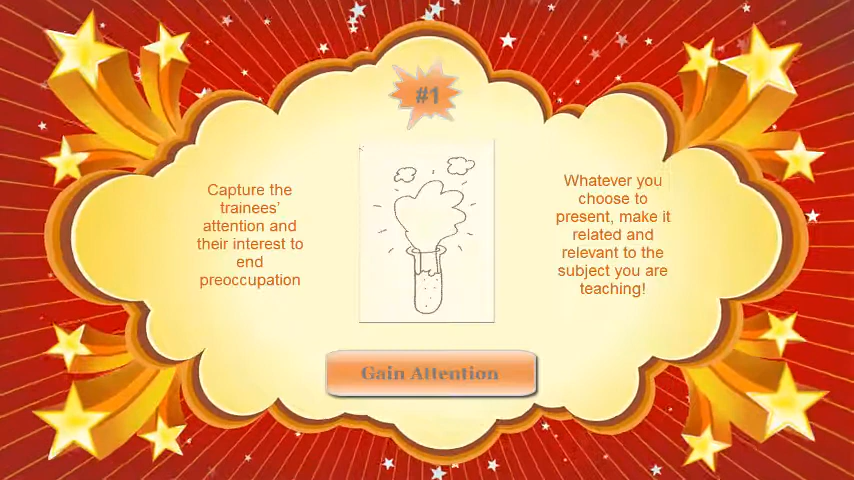 #1
Capture the
trainees'
attention and
their interest to
end
preoccupation
Whatever you
choose to
present, make it
related and
relevant to the
subject you are
teaching!
Gain Attention